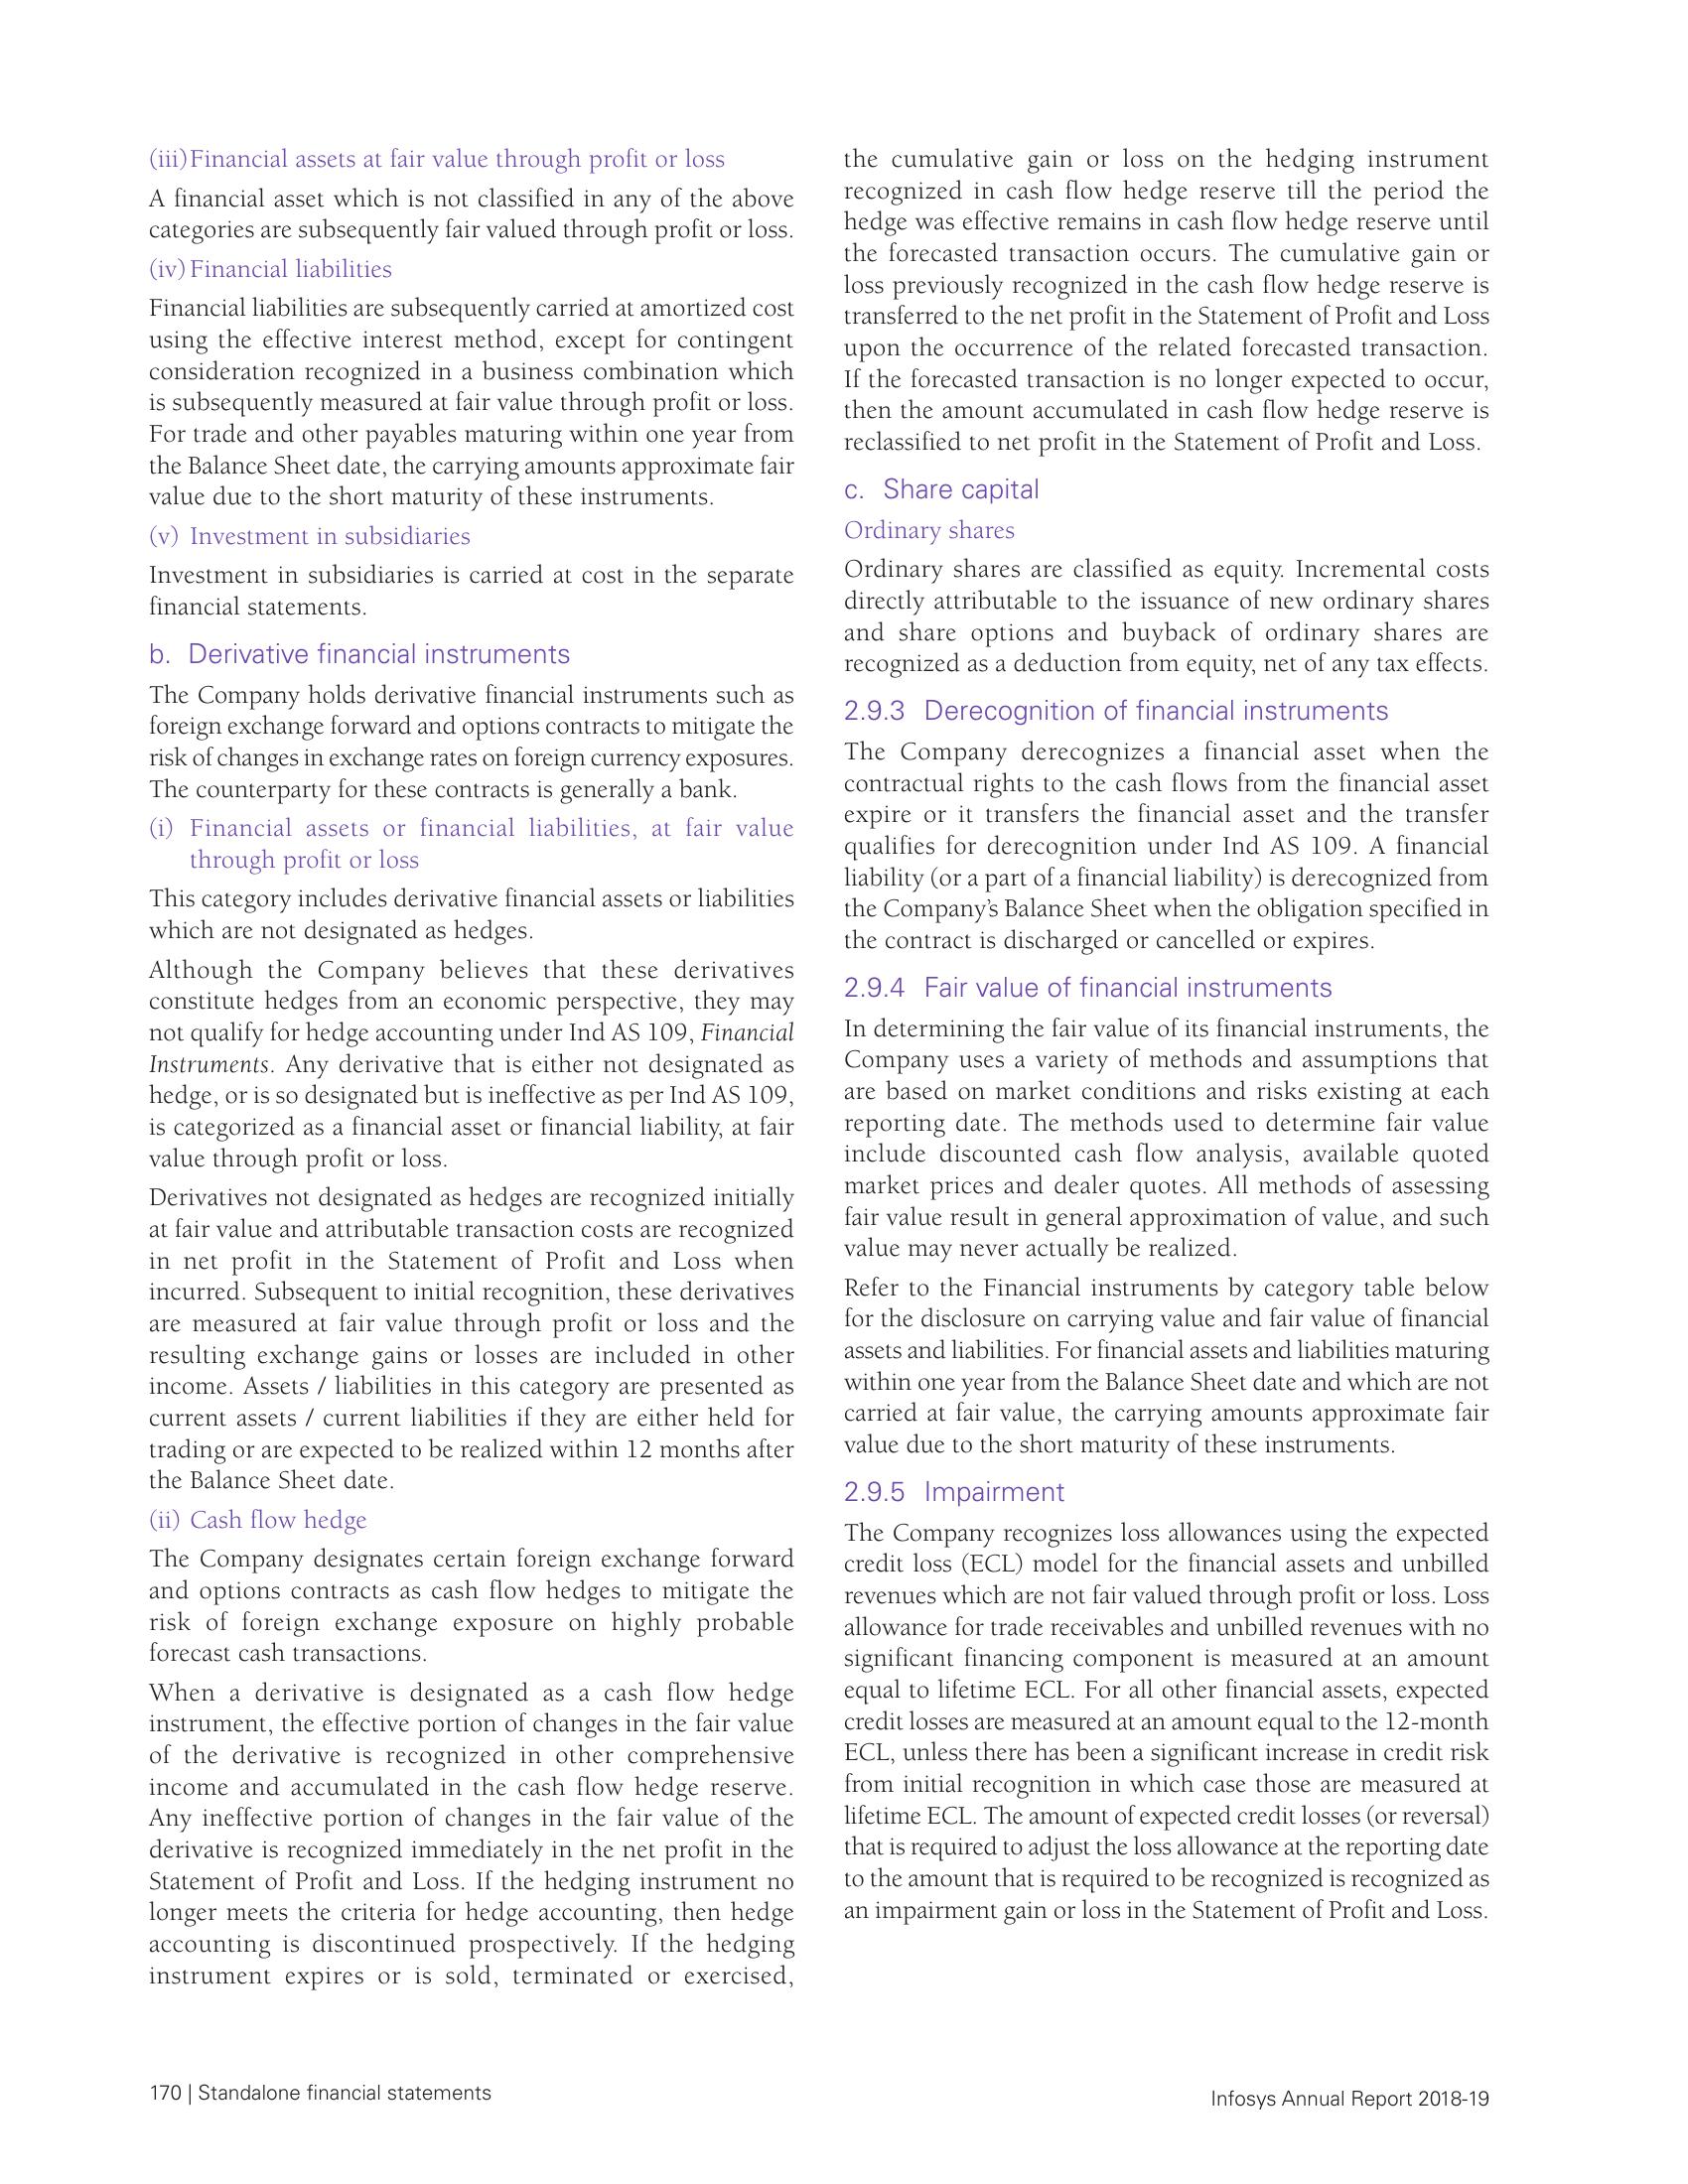 (iii) Financial assets at fair value through profit or loss
A financial asset which is not classified in any of the above
categories are subsequently fair valued through profit or loss.
(iv) Financial liabilities
Financial liabilities are subsequently carried at amortized cost
using the effective interest method, except for contingent
consideration recognized in a business combination which
is subsequently measured at fair value through profit or loss.
For trade and other payables maturing within one year from
the Balance Sheet date, the carrying amounts approximate fair
value due to the short maturity of these instruments.
(v) Investment in subsidiaries
Investment in subsidiaries is carried at cost in the separate
financial statements.
b. Derivative financial instruments
The Company holds derivative financial instruments such as
foreign exchange forward and options contracts to mitigate the
risk of changes in exchange rates on foreign currency exposures.
The counterparty for these contracts is generally a bank.
(i) Financial assets or financial liabilities, at fair value
through profit or loss
This category includes derivative financial assets or liabilities
which are not designated as hedges.
Although the Company believes that these derivatives
constitute hedges from an economic perspective, they may
not qualify for hedge accounting under Ind AS 109, Financial
Instruments. Any derivative that is either not designated as
hedge, or is so designated but is ineffective as per Ind AS 109,
is categorized as a financial asset or financial liability, at fair
value through profit or loss.
Derivatives not designated as hedges are recognized initially
at fair value and attributable transaction costs are recognized
in net profit in the Statement of Profit and Loss when
incurred. Subsequent to initial recognition, these derivatives
are measured at fair value through profit or loss and the
resulting exchange gains or losses are included in other
income. Assets / liabilities in this category are presented as
current assets / current liabilities if they are either held for
trading or are expected to be realized within 12 months after
the Balance Sheet date.
(ii) Cash flow hedge
The Company designates certain foreign exchange forward
and options contracts as cash flow hedges to mitigate the
risk of foreign exchange exposure on highly probable
forecast cash transactions.
When a derivative is designated as a cash flow hedge
instrument, the effective portion of changes in the fair value
of the derivative is recognized in other comprehensive
income and accumulated in the cash flow hedge reserve.
Any ineffective portion of changes in the fair value of the
derivative is recognized immediately in the net profit in the
Statement of Profit and Loss. If the hedging instrument no
longer meets the criteria for hedge accounting, then hedge
accounting is discontinued prospectively. If the hedging
instrument expires or is sold, terminated or exercised,
the cumulative gain or loss on the hedging instrument
recognized in cash flow hedge reserve till the period the
hedge was effective remains in cash flow hedge reserve until
the forecasted transaction occurs. The cumulative gain or
loss previously recognized in the cash flow hedge reserve is
transferred to the net profit in the Statement of Profit and Loss
upon the occurrence of the related forecasted transaction.
If the forecasted transaction is no longer expected to occur,
then the amount accumulated in cash flow hedge reserve is
reclassified to net profit in the Statement of Profit and Loss.
c. Share capital
Ordinary shares
Ordinary shares are classified as equity. Incremental costs
directly attributable to the issuance of new ordinary shares
and share options and buyback of ordinary shares are
recognized as a deduction from equity, net of any tax effects.
2.9.3 Derecognition of financial instruments
The Company derecognizes a financial asset when the
contractual rights to the cash flows from the financial asset
expire or it transfers the financial asset and the transfer
qualifies for derecognition under Ind AS 109. A financial
liability (or a part of a financial liability) is derecognized from
the Company's Balance Sheet when the obligation specified in
the contract is discharged or cancelled or expires.
2.9.4 Fair value of financial instruments
In determining the fair value of its financial instruments, the
Company uses a variety of methods and assumptions that
are based on market conditions and risks existing at each
reporting date. The methods used to determine fair value
include discounted cash flow analysis, available quoted
market prices and dealer quotes. All methods of assessing
fair value result in general approximation of value, and such
value may never actually be realized.
Refer to the Financial instruments by category table below
for the disclosure on carrying value and fair value of financial
assets and liabilities. For financial assets and liabilities maturing
within one year from the Balance Sheet date and which are not
carried at fair value, the carrying amounts approximate fair
value due to the short maturity of these instruments.
2.9.5 Impairment
The Company recognizes loss allowances using the expected
credit loss (ECL) model for the financial assets and unbilled
revenues which are not fair valued through profit or loss. Loss
allowance for trade receivables and unbilled revenues with no
significant financing component is measured at an amount
equal to lifetime ECL. For all other financial assets, expected
credit losses are measured at an amount equal to the 12-month
ECL, unless there has been a significant increase in credit risk
from initial recognition in which case those are measured at
lifetime ECL. The amount of expected credit losses (or reversal)
that is required to adjust the loss allowance at the reporting date
to the amount that is required to be recognized is recognized as
an impairment gain or loss in the Statement of Profit and Loss.
170 | Standalone financial statements
Infosys Annual Report 2018-19